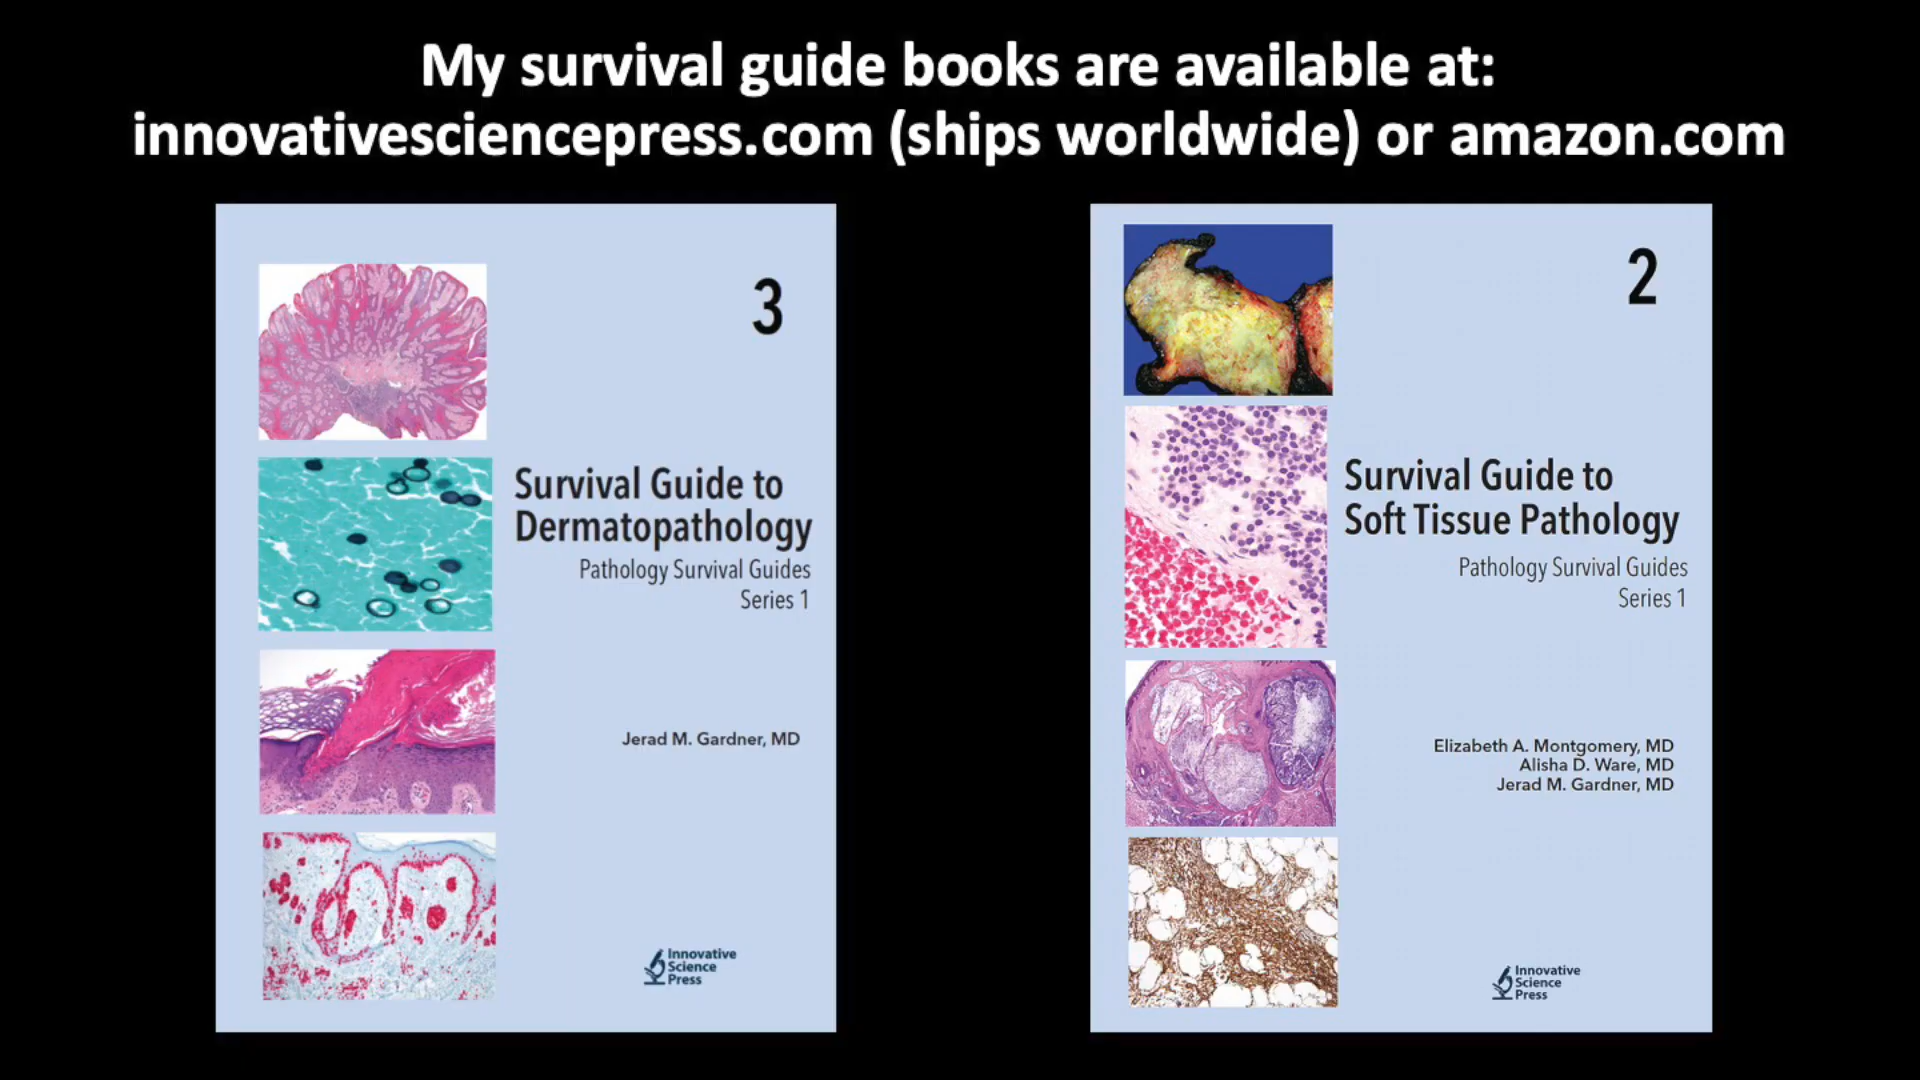 My survival guide books are available at:
innovativesciencepress.com (ships worldwide) or amazon.com
3
Survival Guide to
Dermatopathology
Pathology Survival Guides
Series 1
Jerad M. Gardner, MD
Innovative
Science
Press
2
Survival Guide to
Soft Tissue Pathology
Pathology Survival Guides
Series 1
Elizabeth A. Montgomery, MD
Alisha D. Ware, MD
Jerad M. Gardner, MD
Innovative
Science
Press